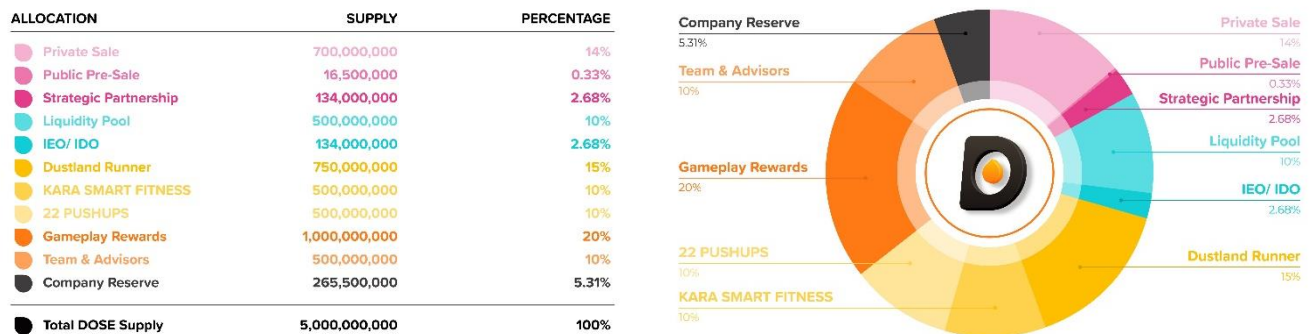 ALLOCATION SUPPLY PERCENTAGE
Private Sale 700,000,000 14%
Public Pre-Sale 16,500,000 0.33%
Strategic Partnership 134,000,000 2.68%
Liquidity Pool 500,000,000 10%
IEO/ IDO 134,000,000 2.68%
Dustland Runner 750,000,000 15%
KARA SMART FITNESS 500,000,000 10%
22 PUSHUPS 500,000,000 10%
Gameplay Rewards 1,000,000,000 20%
Team & Advisors 500,000,000 10%
Company Reserve 265,500,000 5.31%
Total DOSE Supply 5,000,000,000 100%
Company Reserve
5.31%
Team & Advisors
10%
Gameplay Rewards
20%
22 PUSHUPS
10%
KARA SMART FITNESS
10%
D
Private Sale
14%
Public Pre-Sale
0.33%
Strategic Partnership
2.68%
Liquidity Pool
10%
IEO/ IDO
2.68%
Dustland Runner
15%